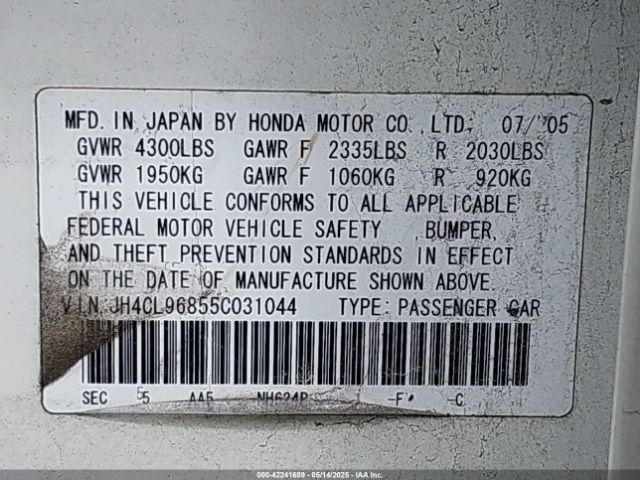 MFD. IN JAPAN BY HONDA MOTOR CO., LTD. 07/'05
GVWR 4300LBS GAWR F 2335LBS R 2030LBS
GVWR 1950KG GAWR F 1060KG R 920KG
THIS VEHICLE CONFORMS TO ALL APPLICABLE
FEDERAL MOTOR VEHICLE SAFETY , BUMPER,
AND THEFT PREVENTION STANDARDS IN EFFECT
ON THE DATE OF MANUFACTURE SHOWN ABOVE.
V.I.N. JH4CL96855C031044 TYPE: PASSENGER CAR
SEC 55 AA5 NH624P -F -C
000-42241689 - 05/14/2025 - IAA Inc.